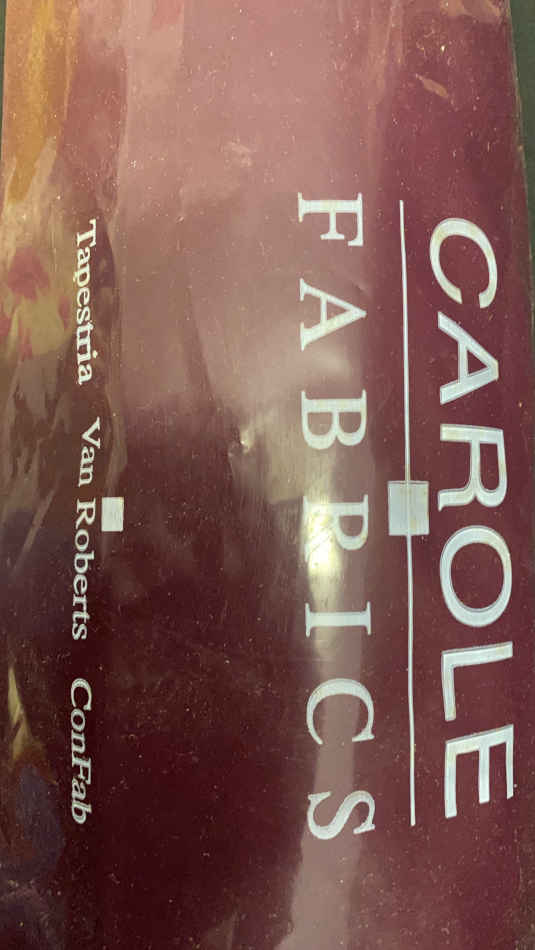 CAROLE
FABRICS
Tapestria Van Roberts ConFab